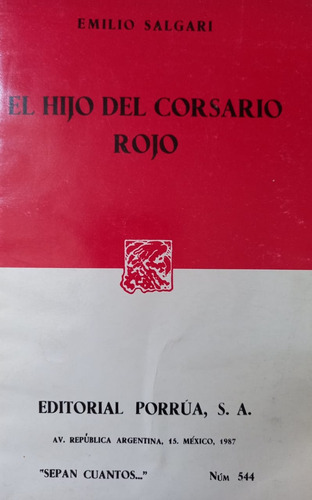 EMILIO SALGARI
EL HIJO DEL CORSARIO
ROJO
EDITORIAL PORRÚA, S. A.
AV. REPÚBLICA ARGENTINA, 15. MÉXICO, 1987
"SEPAN CUANTOS..." NÚM 544